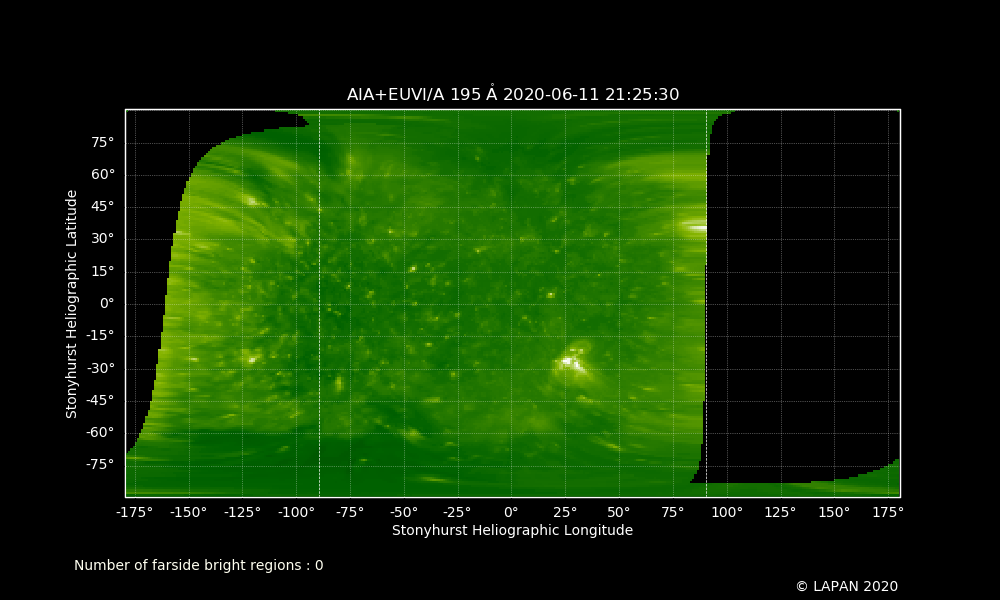 AIA+EUVI/A 195 Å 2020-06-11 21:25:30
75°
60°
45°
30°
15°
0°
-15°
-30°
-45°
-60°
-75°
Stonyhurst Heliographic Latitude
-175° -150° -125° -100° -75° -50° -25° 0° 25° 50° 75° 100° 125° 150° 175°
Stonyhurst Heliographic Longitude
Number of farside bright regions : 0
© LAPAN 2020